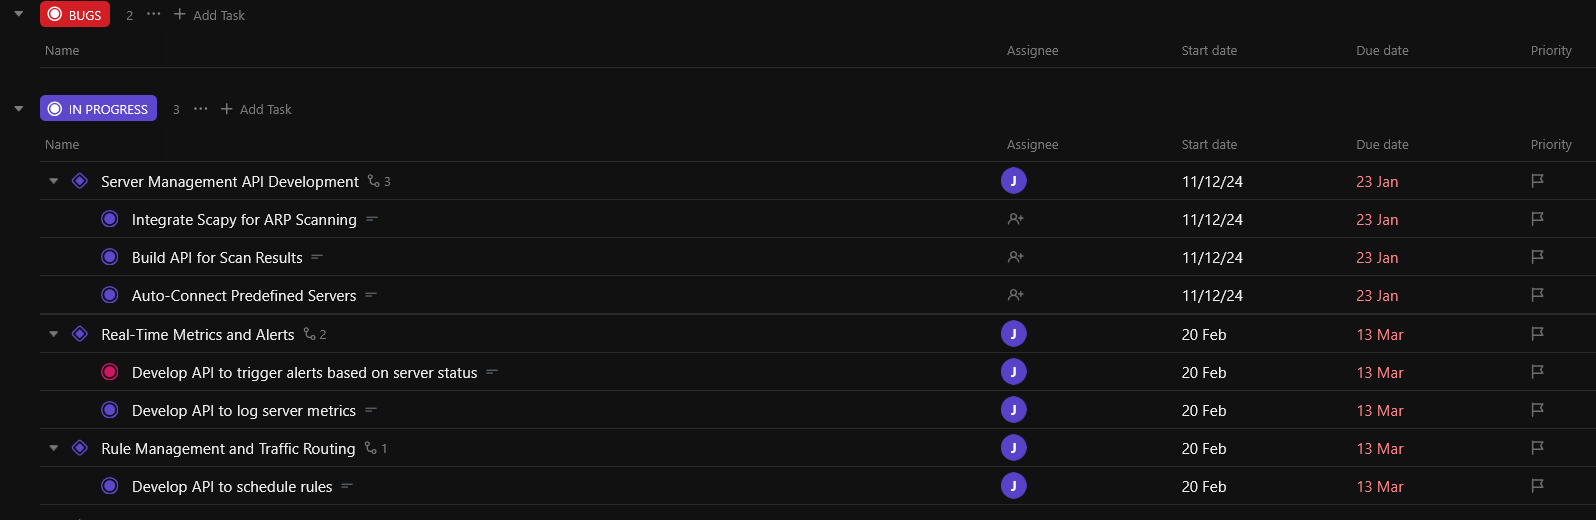 BUGS 2 ... + Add Task
Name Assignee Start date Due date Priority
IN PROGRESS 3 ... + Add Task
Name Assignee Start date Due date Priority
Server Management API Development 3 J 11/12/24 23 Jan
Integrate Scapy for ARP Scanning 11/12/24 23 Jan
Build API for Scan Results 11/12/24 23 Jan
Auto-Connect Predefined Servers 11/12/24 23 Jan
Real-Time Metrics and Alerts 2 J 20 Feb 13 Mar
Develop API to trigger alerts based on server status J 20 Feb 13 Mar
Develop API to log server metrics J 20 Feb 13 Mar
Rule Management and Traffic Routing 1 J 20 Feb 13 Mar
Develop API to schedule rules J 20 Feb 13 Mar